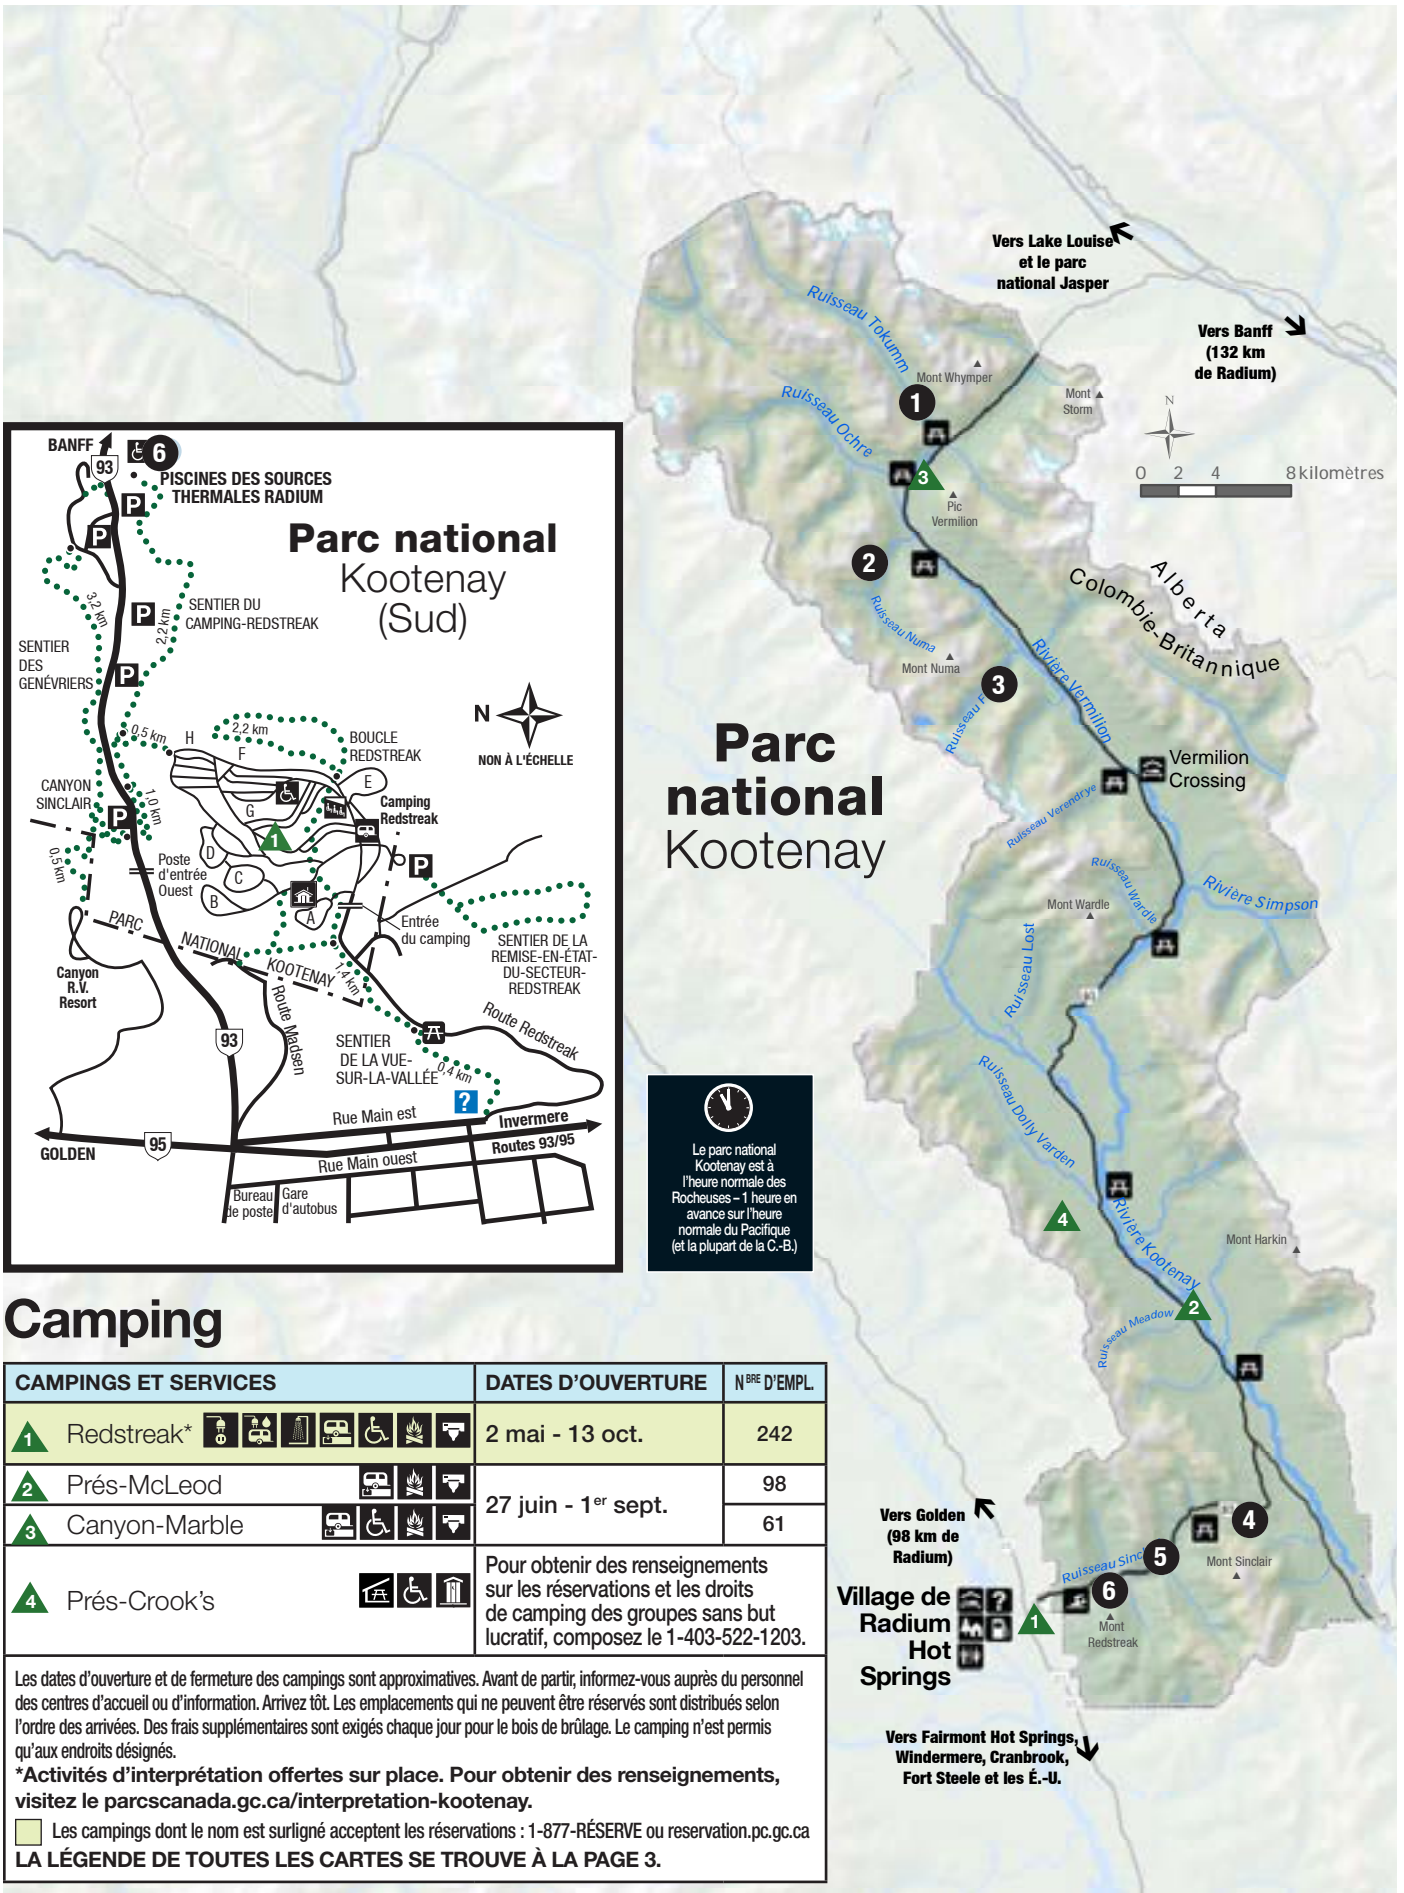 Vers Lake Louise
et le parc
national Jasper
Vers Banff
(132 km
de Radium)
Ruisseau Tokumm
Mont Whymper
Mont
Storm
Ruisseau Ochre
1
3
Pic
Vermilion
N
0 2 4 8 kilomètres
2
Ruisseau Numa
Mont Numa
3
Alberta
Colombie-Britannique
Rivière Vermilion
Parc
national
Kootenay
Vermilion
Crossing
Ruisseau Verendrye
Ruisseau Wardle
Mont Wardle
Rivière Simpson
Ruisseau Lost
Ruisseau Dolly Varden
4
Rivière Kootenay
Mont Harkin
2
Ruisseau Meadow
Vers Golden
(98 km de
Radium)
4
5
Mont Sinclair
6
Mont
Redstreak
Village de
Radium
Hot
Springs
?
1
Vers Fairmont Hot Springs,
Windermere, Cranbrook,
Fort Steele et les É.-U.
BANFF
93
6
PISCINES DES SOURCES
THERMALES RADIUM
Parc national
Kootenay
(Sud)
P
P
P
P
3,2 km
2,2 km
SENTIER DU
CAMPING-REDSTREAK
SENTIER
DES
GENÉVRIERS
N
NON À L'ÉCHELLE
0,5 km
H
F
2,2 km
BOUCLE
REDSTREAK
E
G
Camping
Redstreak
CANYON
SINCLAIR
P
1,0 km
1
D
C
B
A
P
0,5 km
Poste
d'entrée
Ouest
Entrée
du camping
PARC
NATIONAL
KOOTENAY
SENTIER DE LA
REMISE-EN-ÉTAT-
DU-SECTEUR-
REDSTREAK
Canyon
R.V.
Resort
1,4 km
Route Madsen
93
Route Redstreak
SENTIER
DE LA VUE-
SUR-LA-VALLÉE
0,4 km
?
Rue Main est
Invermere
GOLDEN
95
Routes 93/95
Rue Main ouest
Bureau
de poste
Gare
d'autobus
Le parc national
Kootenay est à
l'heure normale des
Rocheuses – 1 heure en
avance sur l'heure
normale du Pacifique
(et la plupart de la C.-B.)
Camping
CAMPINGS ET SERVICES DATES D'OUVERTURE NBRE D'EMPL.
1 Redstreak* 2 mai - 13 oct. 242
2 Prés-McLeod 27 juin - 1er sept. 98
3 Canyon-Marble 61
4 Prés-Crook's
Pour obtenir des renseignements
sur les réservations et les droits
de camping des groupes sans but
lucratif, composez le 1-403-522-1203.
Les dates d'ouverture et de fermeture des campings sont approximatives. Avant de partir, informez-vous auprès du personnel
des centres d'accueil ou d'information. Arrivez tôt. Les emplacements qui ne peuvent être réservés sont distribués selon
l'ordre des arrivées. Des frais supplémentaires sont exigés chaque jour pour le bois de brûlage. Le camping n'est permis
qu'aux endroits désignés.
*Activités d'interprétation offertes sur place. Pour obtenir des renseignements,
visitez le parcscanada.gc.ca/interpretation-kootenay.
Les campings dont le nom est surligné acceptent les réservations : 1-877-RÉSERVE ou reservation.pc.gc.ca
LA LÉGENDE DE TOUTES LES CARTES SE TROUVE À LA PAGE 3.